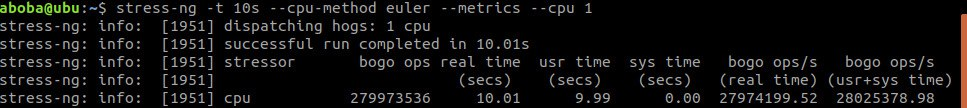 aboba@ubu:~$ stress-ng -t 10s --cpu-method euler --metrics --cpu 1
stress-ng: info:  [1951] dispatching hogs: 1 cpu
stress-ng: info:  [1951] successful run completed in 10.01s
stress-ng: info:  [1951] stressor       bogo ops real time  usr time  sys time   bogo ops/s   bogo ops/s
stress-ng: info:  [1951]                           (secs)    (secs)    (secs)   (real time) (usr+sys time)
stress-ng: info:  [1951] cpu           279973536     10.01      9.99      0.00  27974199.52  28025378.98